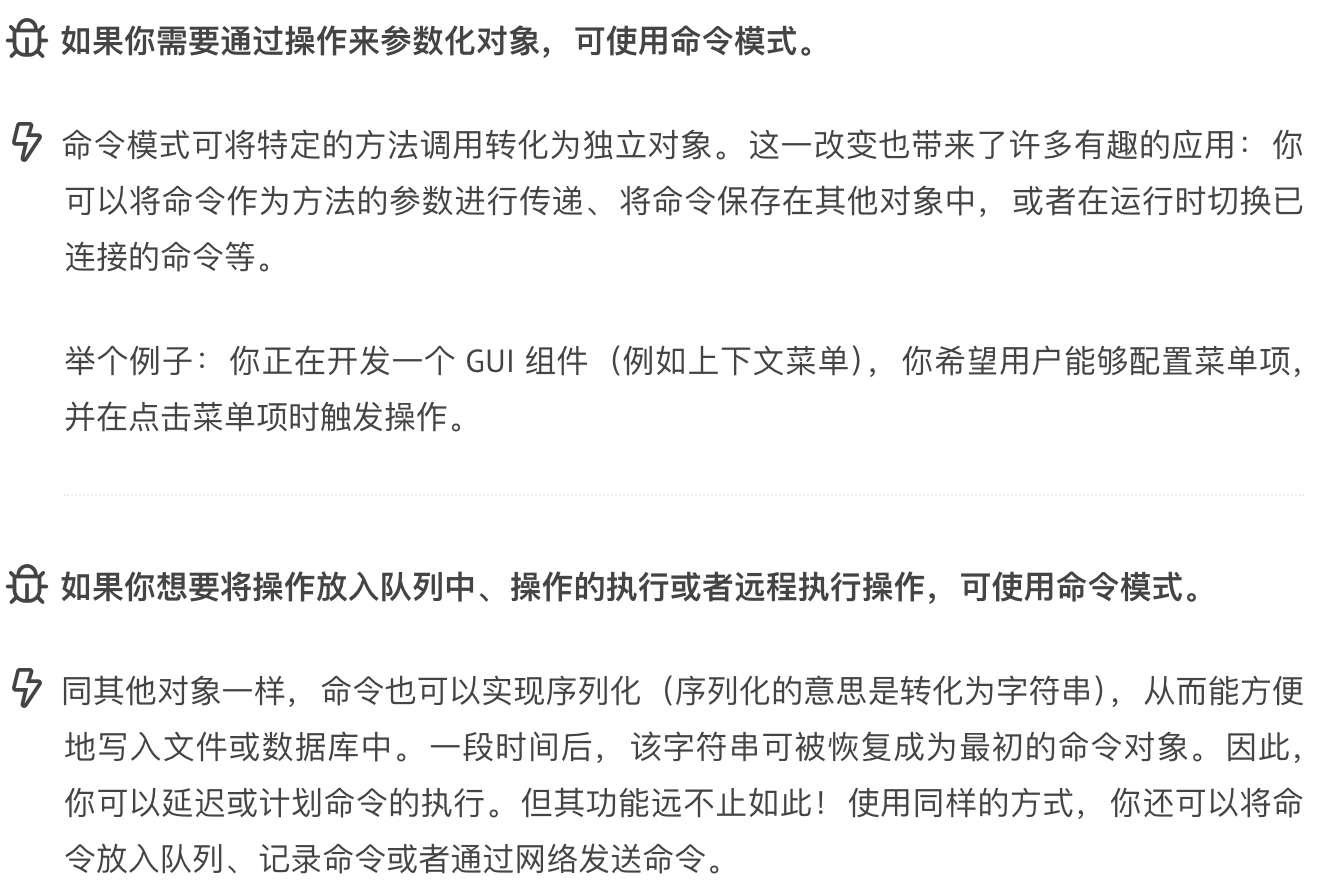 如果你需要通过操作来参数化对象，可使用命令模式。
命令模式可将特定的方法调用转化为独立对象。这一改变也带来了许多有趣的应用：你
可以将命令作为方法的参数进行传递、将命令保存在其他对象中，或者在运行时切换已
连接的命令等。
举个例子：你正在开发一个 GUI 组件（例如上下文菜单），你希望用户能够配置菜单项，
并在点击菜单项时触发操作。
如果你想要将操作放入队列中、操作的执行或者远程执行操作，可使用命令模式。
同其他对象一样，命令也可以实现序列化（序列化的意思是转化为字符串），从而能方便
地写入文件或数据库中。一段时间后，该字符串可被恢复成为最初的命令对象。因此，
你可以延迟或计划命令的执行。但其功能远不止如此！使用同样的方式，你还可以将命
令放入队列、记录命令或者通过网络发送命令。